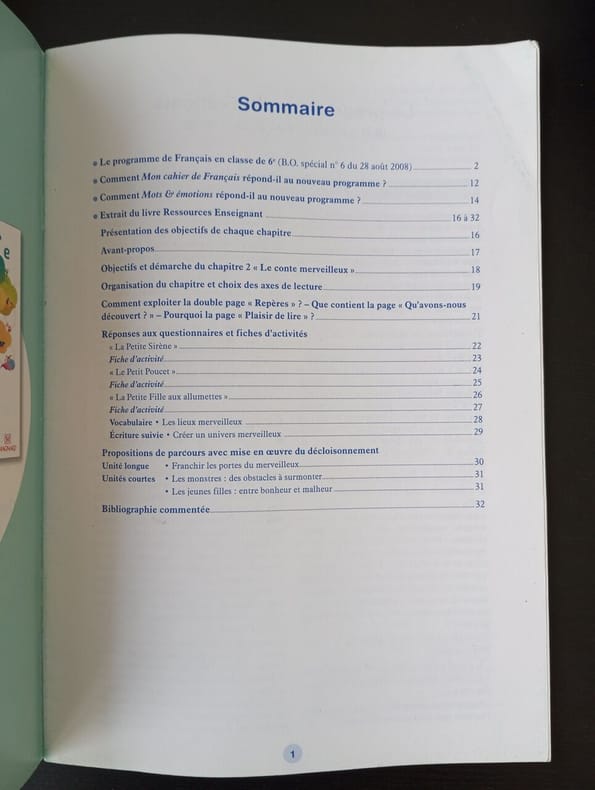 Sommaire
• Le programme de Français en classe de 6e (B.O. spécial n° 6 du 28 août 2008) 2
• Comment Mon cahier de Français répond-il au nouveau programme ? 12
• Comment Mots & émotions répond-il au nouveau programme ? 14
• Extrait du livre Ressources Enseignant 16 à 32
Présentation des objectifs de chaque chapitre 16
Avant-propos 17
Objectifs et démarche du chapitre 2 « Le conte merveilleux » 18
Organisation du chapitre et choix des axes de lecture 19
Comment exploiter la double page « Repères » ? – Que contient la page « Qu'avons-nous
découvert ? » – Pourquoi la page « Plaisir de lire » ? 21
Réponses aux questionnaires et fiches d'activités
« La Petite Sirène » 22
Fiche d'activité 23
« Le Petit Poucet » 24
Fiche d'activité 25
« La Petite Fille aux allumettes » 26
Fiche d'activité 27
Vocabulaire • Les lieux merveilleux 28
Écriture suivie • Créer un univers merveilleux 29
Propositions de parcours avec mise en œuvre du décloisonnement
Unité longue • Franchir les portes du merveilleux 30
Unités courtes • Les monstres : des obstacles à surmonter 31
• Les jeunes filles : entre bonheur et malheur 31
Bibliographie commentée 32
1
e